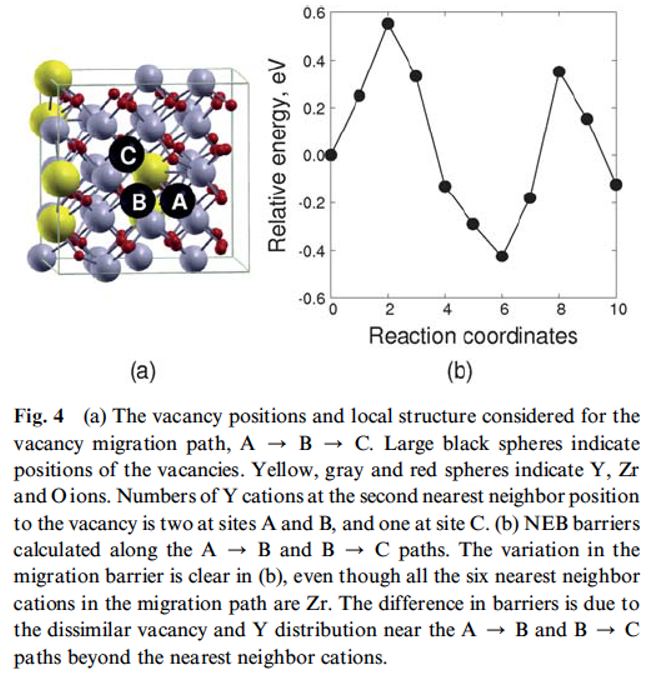 C
B
A
(a)
Relative energy, eV
0.6
0.4
0.2
0.0
-0.2
-0.4
-0.6
0
2
4
6
8
10
Reaction coordinates
(b)
Fig. 4 (a) The vacancy positions and local structure considered for the
vacancy migration path, A → B → C. Large black spheres indicate
positions of the vacancies. Yellow, gray and red spheres indicate Y, Zr
and O ions. Numbers of Y cations at the second nearest neighbor position
to the vacancy is two at sites A and B, and one at site C. (b) NEB barriers
calculated along the A → B and B → C paths. The variation in the
migration barrier is clear in (b), even though all the six nearest neighbor
cations in the migration path are Zr. The difference in barriers is due to
the dissimilar vacancy and Y distribution near the A → B and B → C
paths beyond the nearest neighbor cations.